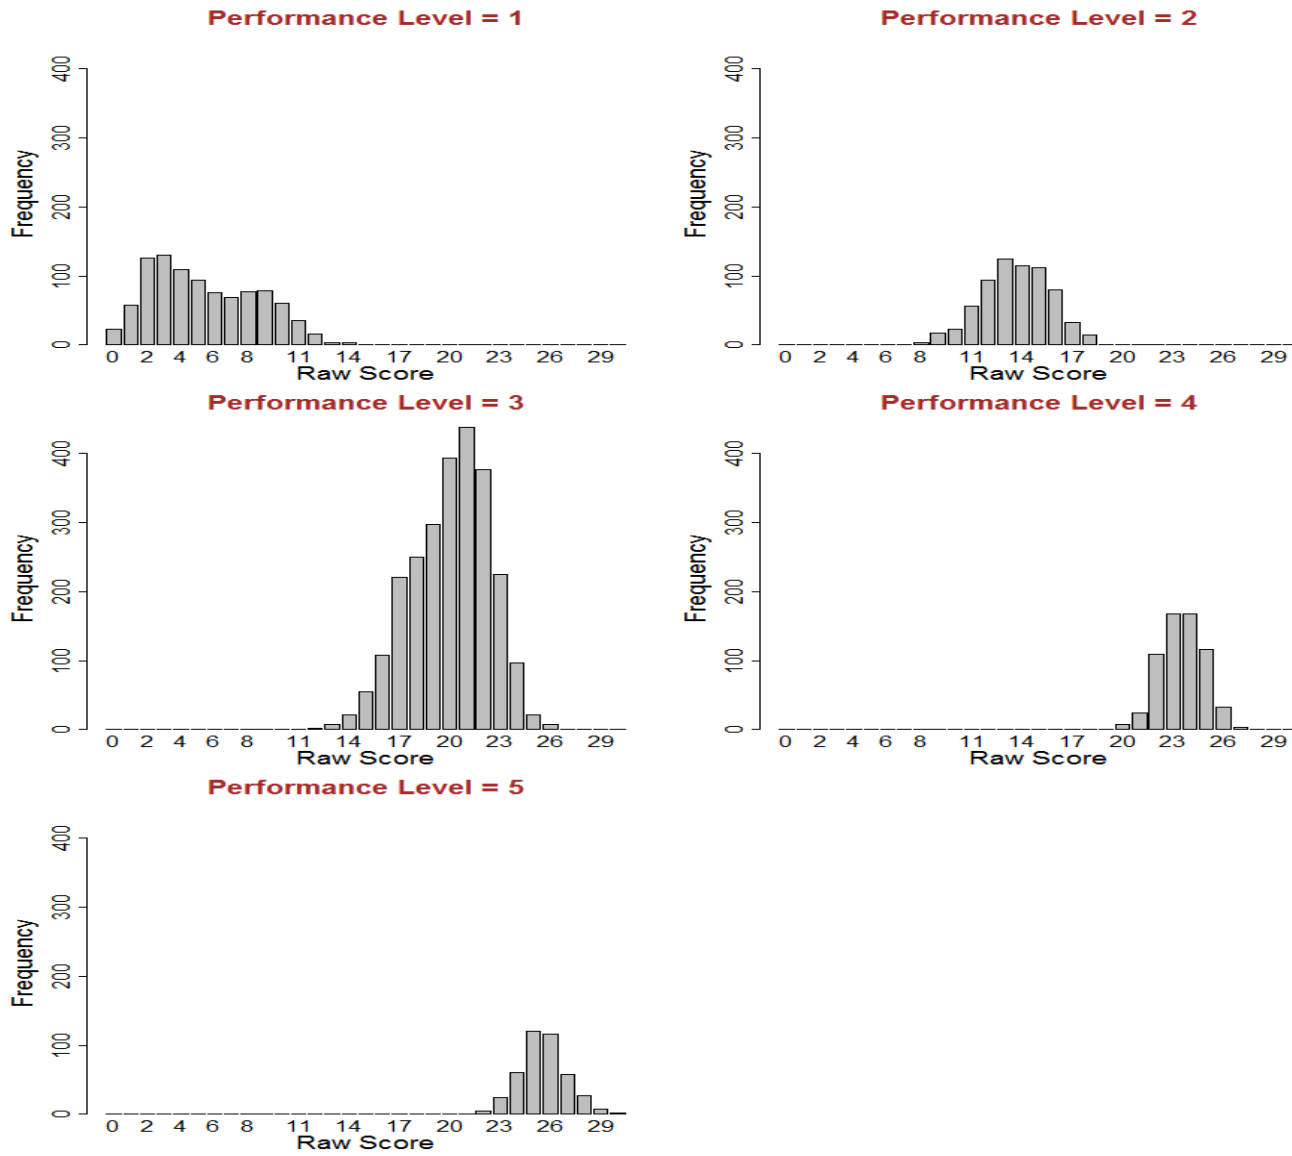 Performance Level = 1
Frequency
0 100 200 300 400
0 2 4 6 8 11 14 17 20 23 26 29
Raw Score
Performance Level = 2
Frequency
0 100 200 300 400
0 2 4 6 8 11 14 17 20 23 26 29
Raw Score
Performance Level = 3
Frequency
0 100 200 300 400
0 2 4 6 8 11 14 17 20 23 26 29
Raw Score
Performance Level = 4
Frequency
0 100 200 300 400
0 2 4 6 8 11 14 17 20 23 26 29
Raw Score
Performance Level = 5
Frequency
0 100 200 300 400
0 2 4 6 8 11 14 17 20 23 26 29
Raw Score